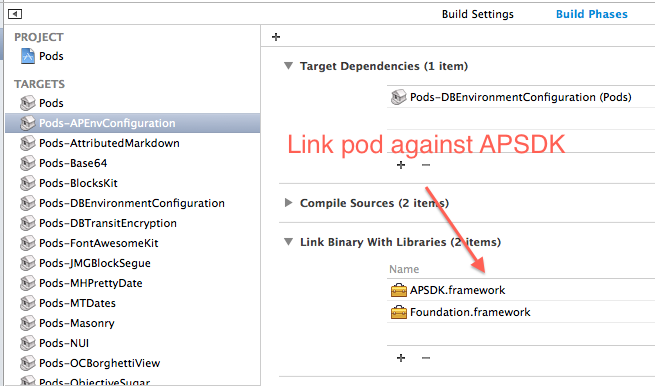 Build Settings
Build Phases
PROJECT
Pods
TARGETS
Pods
Pods-APEnvConfiguration
Pods-AttributedMarkdown
Pods-Base64
Pods-BlocksKit
Pods-DBEnvironmentConfiguration
Pods-DBTransitEncryption
Pods-FontAwesomeKit
Pods-JMGBlockSegue
Pods-MHPrettyDate
Pods-MTDates
Pods-Masonry
Pods-NUI
Pods-OCBorghettiView
Pods-ObjectiveSugar
Target Dependencies (1 item)
Pods-DBEnvironmentConfiguration (Pods)
Link pod against APSDK
Compile Sources (2 items)
Link Binary With Libraries (2 items)
Name
APSDK.framework
Foundation.framework